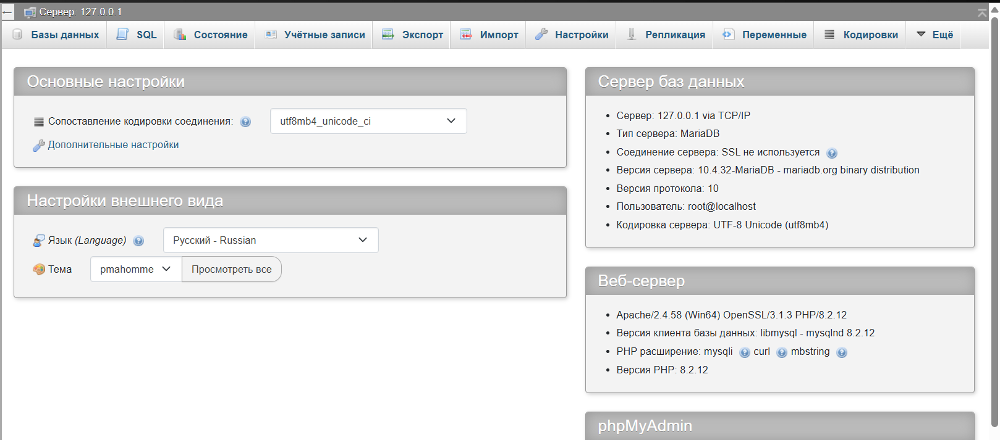 ← Сервер: 127.0.0.1
Базы данных SQL Состояние Учётные записи Экспорт Импорт Настройки Репликация Переменные Кодировки Ещё
Основные настройки
Сопоставление кодировки соединения: utf8mb4_unicode_ci
Дополнительные настройки
Настройки внешнего вида
Язык (Language) Русский - Russian
Тема pmahomme Просмотреть все
Сервер баз данных
• Сервер: 127.0.0.1 via TCP/IP
• Тип сервера: MariaDB
• Соединение сервера: SSL не используется
• Версия сервера: 10.4.32-MariaDB - mariadb.org binary distribution
• Версия протокола: 10
• Пользователь: root@localhost
• Кодировка сервера: UTF-8 Unicode (utf8mb4)
Веб-сервер
• Apache/2.4.58 (Win64) OpenSSL/3.1.3 PHP/8.2.12
• Версия клиента базы данных: libmysql - mysqlnd 8.2.12
• PHP расширение: mysqli curl mbstring
• Версия PHP: 8.2.12
phpMyAdmin